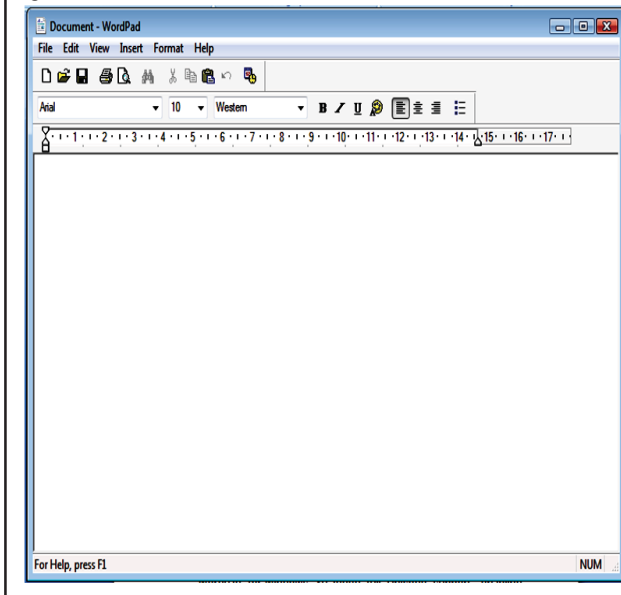 Document - WordPad
File Edit View Insert Format Help
Arial 10 Western B I U
1 2 3 4 5 6 7 8 9 10 11 12 13 14 15 16 17
For Help, press F1 NUM